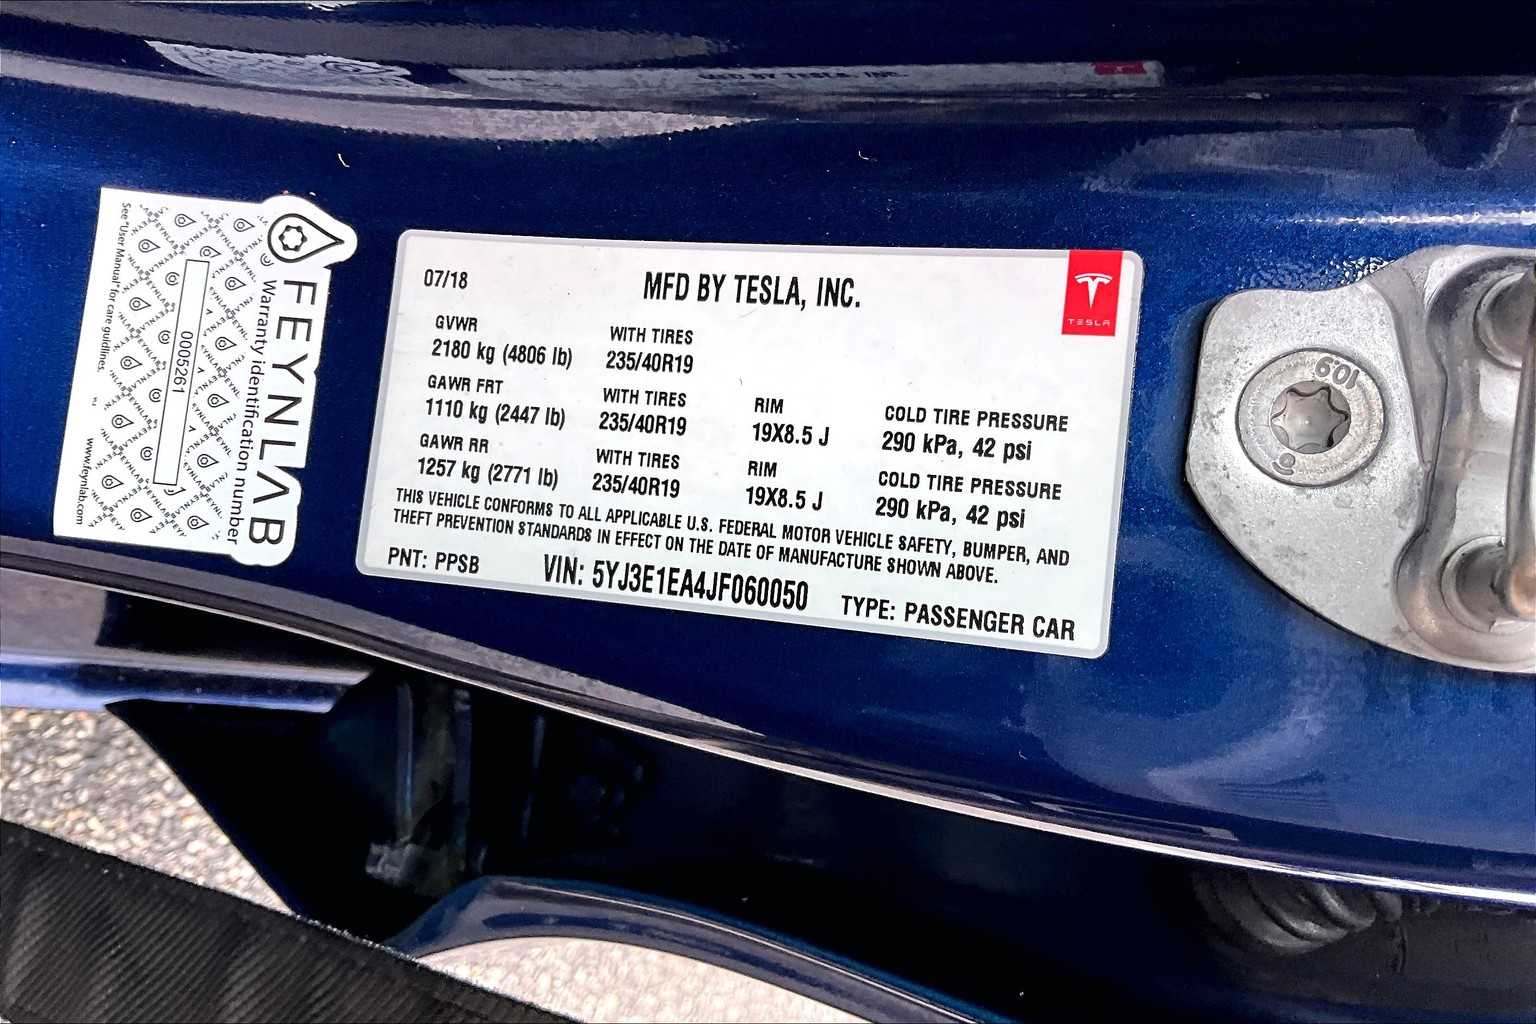 FEYNLAB
Warranty identification number
0005261
See "User Manual" for care guidelines.
www.feynlab.com
07/18
MFD BY TESLA, INC.
TESLA
GVWR
2180 kg (4806 lb)
WITH TIRES
235/40R19
GAWR FRT
1110 kg (2447 lb)
WITH TIRES
235/40R19
RIM
19X8.5 J
COLD TIRE PRESSURE
290 kPa, 42 psi
GAWR RR
1257 kg (2771 lb)
WITH TIRES
235/40R19
RIM
19X8.5 J
COLD TIRE PRESSURE
290 kPa, 42 psi
THIS VEHICLE CONFORMS TO ALL APPLICABLE U.S. FEDERAL MOTOR VEHICLE SAFETY, BUMPER, AND
THEFT PREVENTION STANDARDS IN EFFECT ON THE DATE OF MANUFACTURE SHOWN ABOVE.
PNT: PPSB
VIN: 5YJ3E1EA4JF060050
TYPE: PASSENGER CAR
10.9